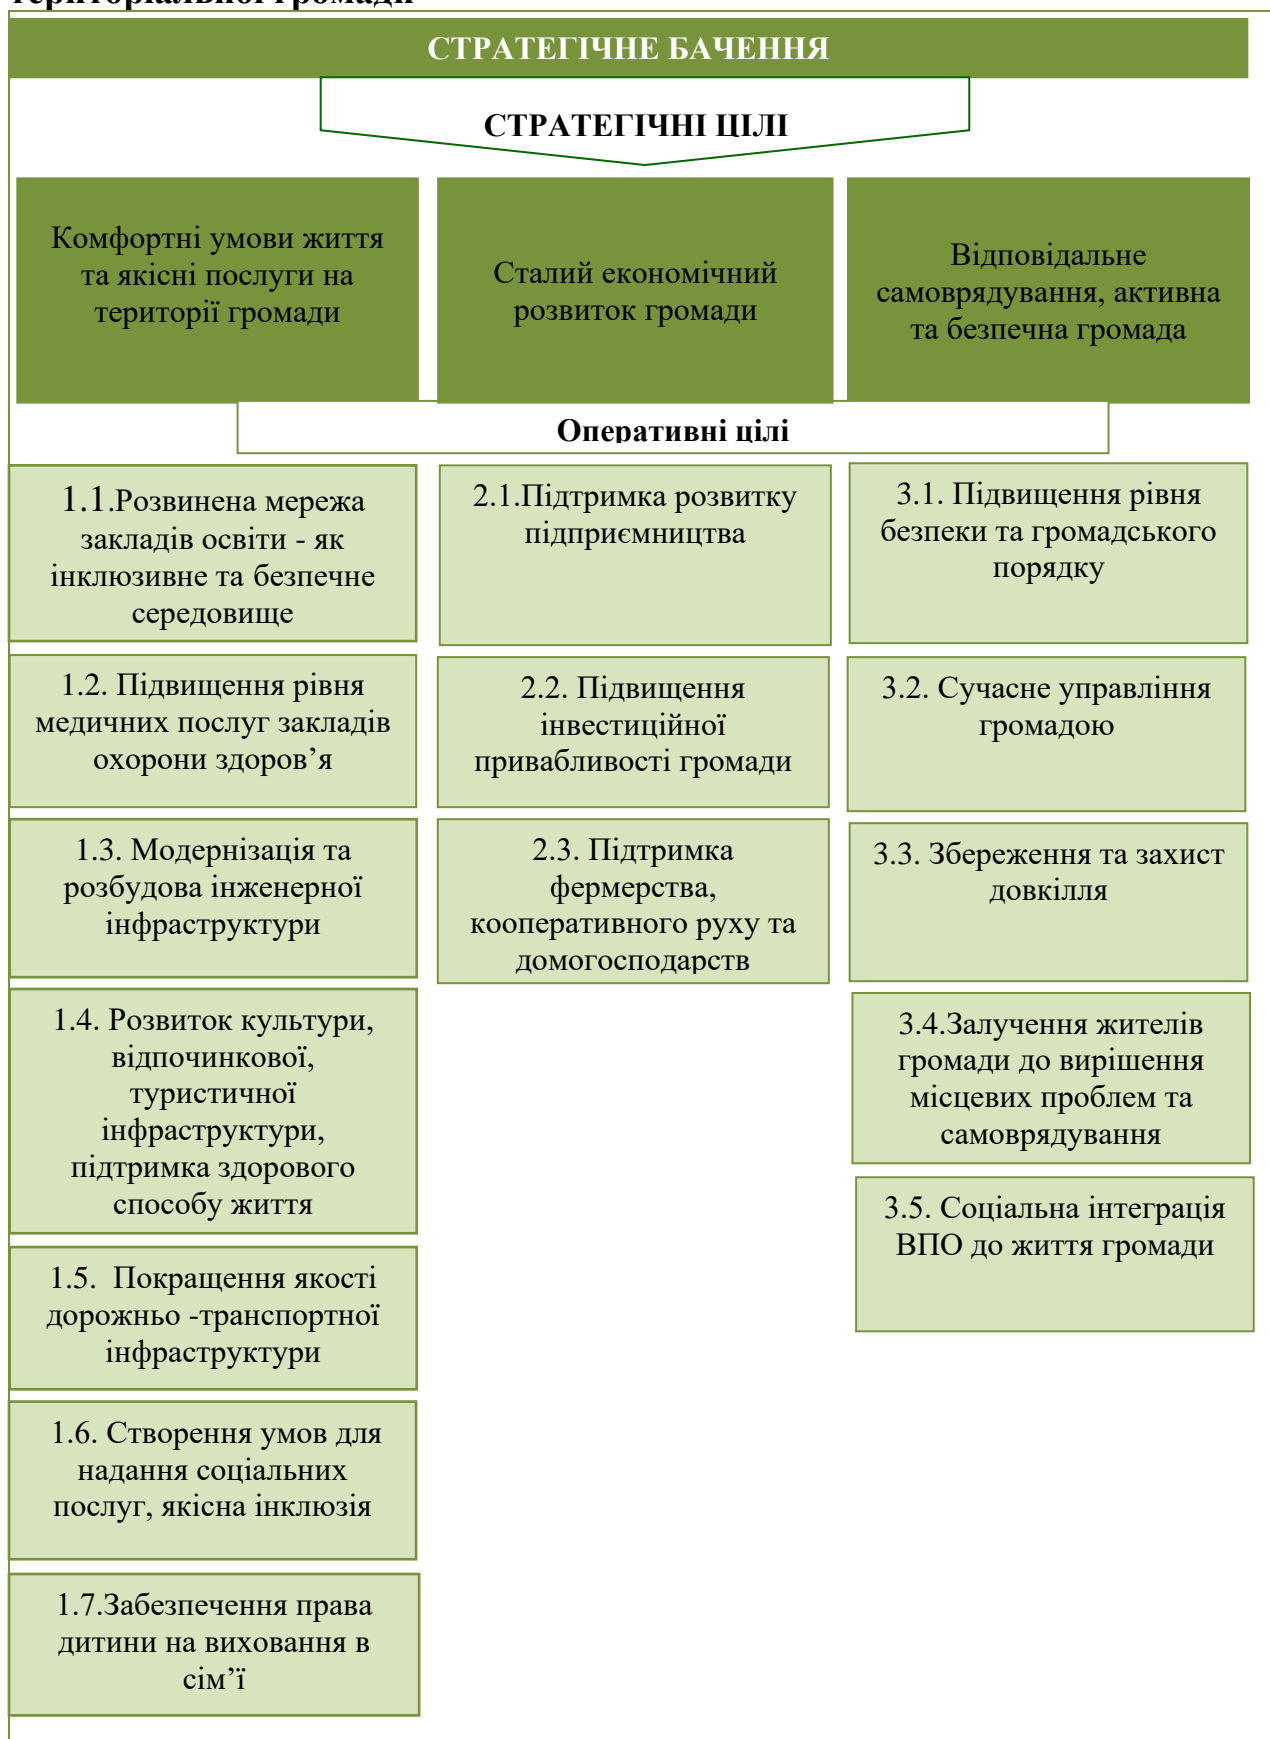 територіальної громади
СТРАТЕГІЧНЕ БАЧЕННЯ
СТРАТЕГІЧНІ ЦІЛІ
Комфортні умови життя
та якісні послуги на
території громади
Сталий економічний
розвиток громади
Відповідальне
самоврядування, активна
та безпечна громада
Оперативні цілі
1.1.Розвинена мережа
закладів освіти - як
інклюзивне та безпечне
середовище
2.1.Підтримка розвитку
підприємництва
3.1. Підвищення рівня
безпеки та громадського
порядку
1.2. Підвищення рівня
медичних послуг закладів
охорони здоров’я
2.2. Підвищення
інвестиційної
привабливості громади
3.2. Сучасне управління
громадою
1.3. Модернізація та
розбудова інженерної
інфраструктури
2.3. Підтримка
фермерства,
кооперативного руху та
домогосподарств
3.3. Збереження та захист
довкілля
1.4. Розвиток культури,
відпочинкової,
туристичної
інфраструктури,
підтримка здорового
способу життя
3.4.Залучення жителів
громади до вирішення
місцевих проблем та
самоврядування
3.5. Соціальна інтеграція
ВПО до життя громади
1.5.  Покращення якості
дорожньо -транспортної
інфраструктури
1.6. Створення умов для
надання соціальних
послуг, якісна інклюзія
1.7.Забезпечення права
дитини на виховання в
сім’ї